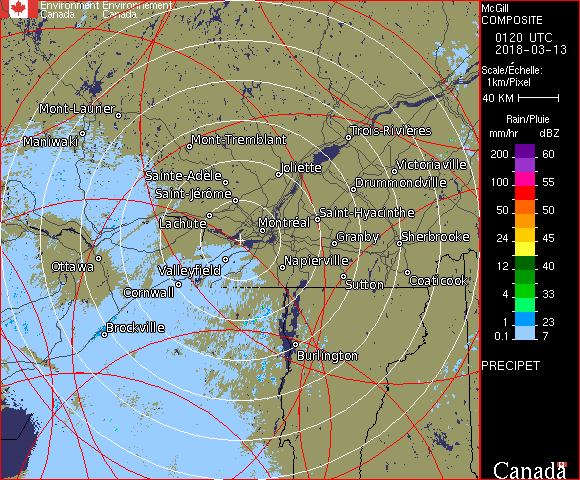 Environment Environnement
Canada Canada
McGill
COMPOSITE
0120 UTC
2018-03-13
Scale/Échelle:
1km/Pixel
40 KM
Rain/Pluie
mm/hr dBZ
200 60
150 57
100 55
50 50
24 45
12 40
4 33
1 23
0.1 7
PRECIPET
Canada
Mont-Laurier
Maniwaki
Mont-Tremblant
Trois-Rivières
Sainte-Adèle
Joliette
Victoriaville
Saint-Jérôme
Drummondville
Lachute
Montréal
Saint-Hyacinthe
Granby
Sherbrooke
Ottawa
Valleyfield
Napierville
Cornwall
Sutton
Coaticook
Brockville
Burlington